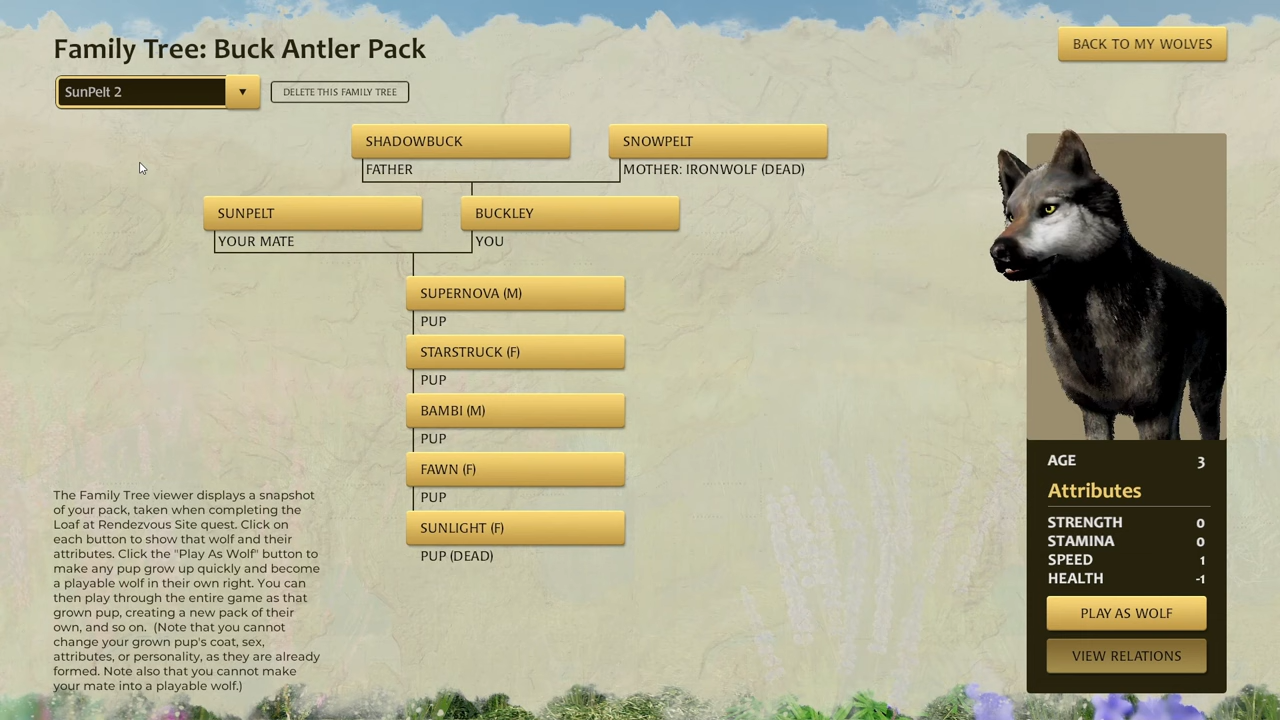 Family Tree: Buck Antler Pack
BACK TO MY WOLVES
SunPelt 2
DELETE THIS FAMILY TREE
SHADOWBUCK
FATHER
SNOWPELT
MOTHER: IRONWOLF (DEAD)
SUNPELT
YOUR MATE
BUCKLEY
YOU
SUPERNOVA (M)
PUP
STARSTRUCK (F)
PUP
BAMBI (M)
PUP
FAWN (F)
PUP
SUNLIGHT (F)
PUP (DEAD)
The Family Tree viewer displays a snapshot
of your pack, taken when completing the
Loaf at Rendezvous Site quest. Click on
each button to show that wolf and their
attributes. Click the "Play As Wolf" button to
make any pup grow up quickly and become
a playable wolf in their own right. You can
then play through the entire game as that
grown pup, creating a new pack of their
own, and so on.  (Note that you cannot
change your grown pup's coat, sex,
attributes, or personality, as they are already
formed. Note also that you cannot make
your mate into a playable wolf.)
AGE 3
Attributes
STRENGTH 0
STAMINA 0
SPEED 1
HEALTH -1
PLAY AS WOLF
VIEW RELATIONS